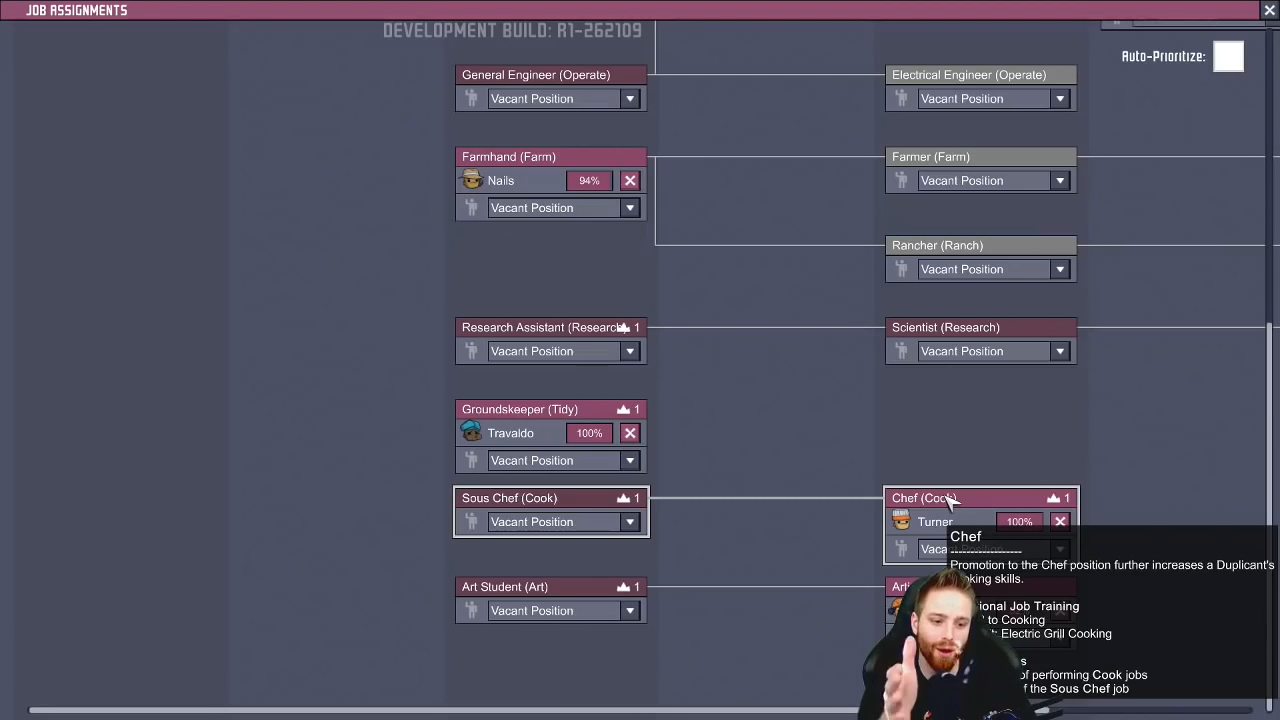 JOB ASSIGNMENTS
DEVELOPMENT BUILD: R1-262109
Auto-Prioritize:
General Engineer (Operate)
Vacant Position
Electrical Engineer (Operate)
Vacant Position
Farmhand (Farm)
Nails 94%
Vacant Position
Farmer (Farm)
Vacant Position
Rancher (Ranch)
Vacant Position
Research Assistant (Research 1
Vacant Position
Scientist (Research)
Vacant Position
Groundskeeper (Tidy) 1
Travaldo 100%
Vacant Position
Sous Chef (Cook) 1
Vacant Position
Chef (Cook) 1
Turner 100%
Chef
--------------------
Promotion to the Chef position further increases a Duplicant's
cooking skills.
Job Training
to Cooking
Electric Grill Cooking
of performing Cook jobs
of the Sous Chef job
Art Student (Art) 1
Vacant Position